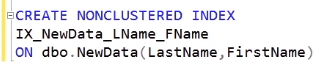 CREATE NONCLUSTERED INDEX
IX_NewData_LName_FName
ON dbo.NewData(LastName,FirstName)